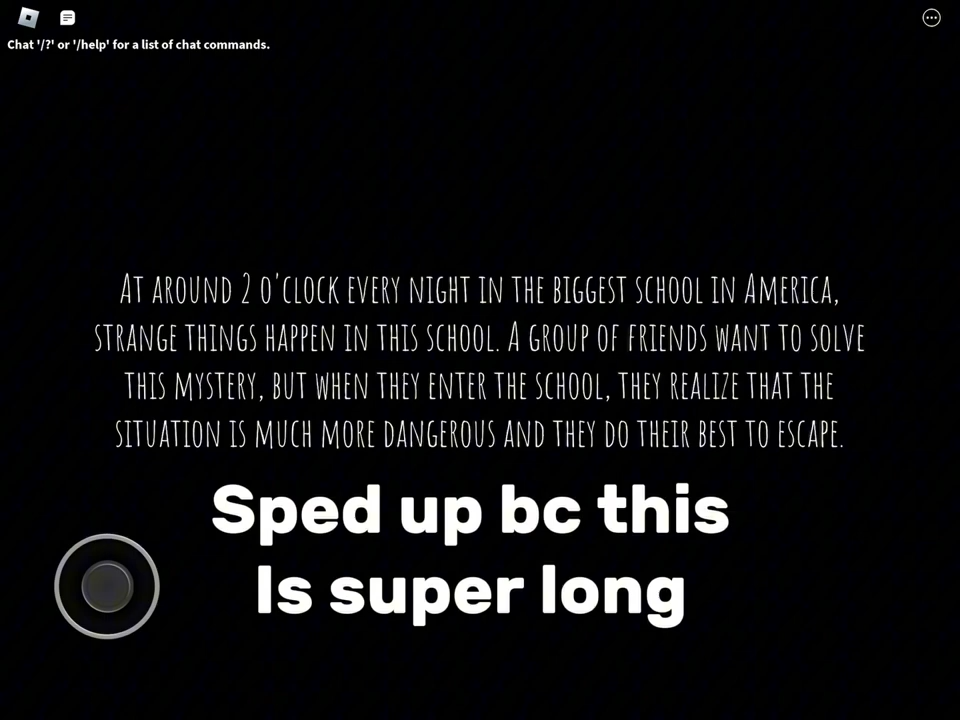 Chat '/?' or '/help' for a list of chat commands.
At around 2 o'clock every night in the biggest school in America,
strange things happen in this school. A group of friends want to solve
this mystery, but when they enter the school, they realize that the
situation is much more dangerous and they do their best to escape.
Sped up bc this
Is super long